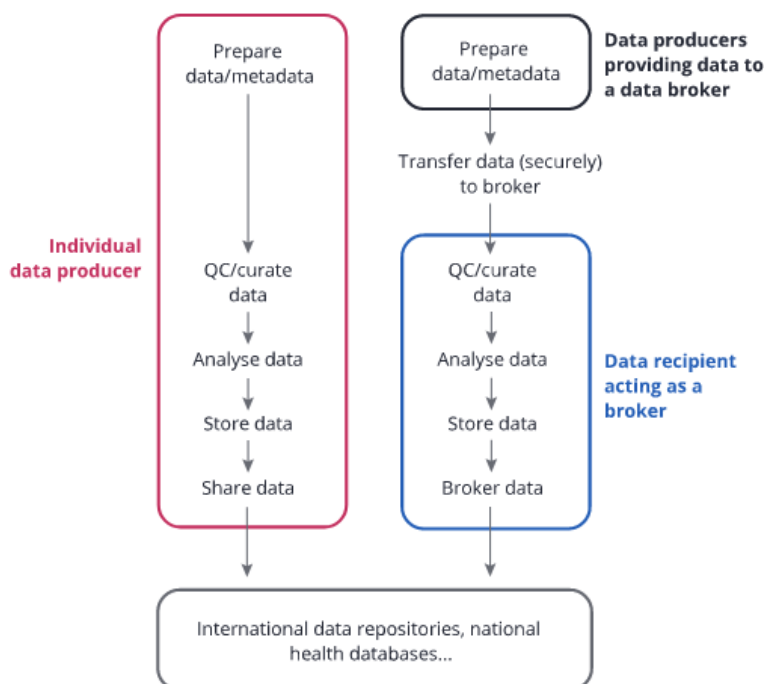 Prepare
data/metadata
Prepare
data/metadata
Data producers
providing data to
a data broker
Transfer data (securely)
to broker
Individual
data producer
QC/curate
data
QC/curate
data
Analyse data
Analyse data
Data recipient
acting as a
broker
Store data
Store data
Share data
Broker data
International data repositories, national
health databases...